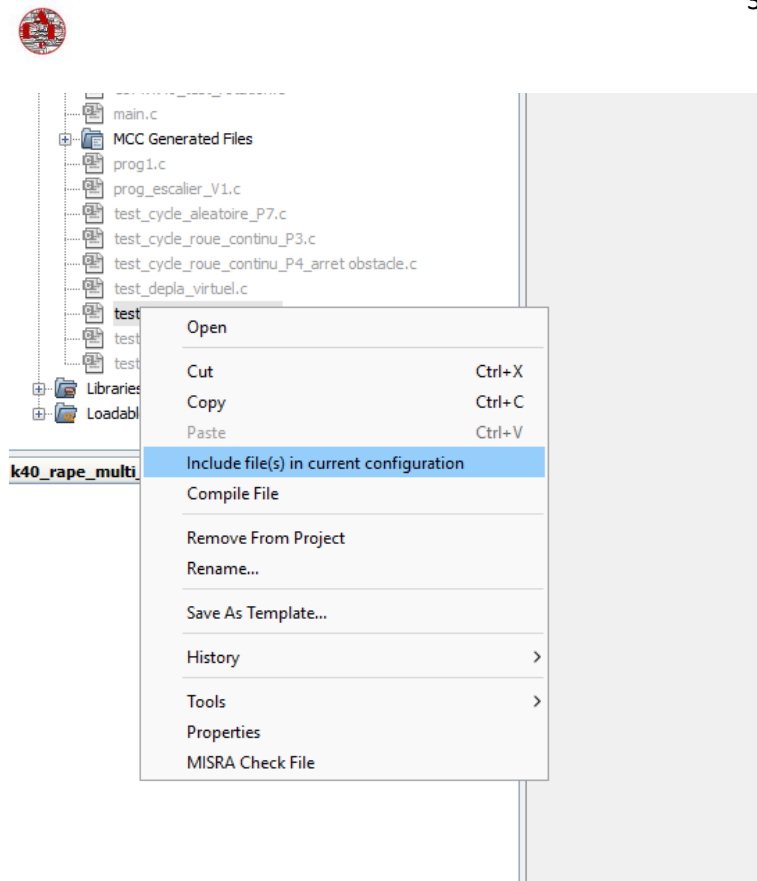 main.c
MCC Generated Files
prog1.c
prog_escalier_V1.c
test_cycle_aleatoire_P7.c
test_cycle_roue_continu_P3.c
test_cycle_roue_continu_P4_arret obstacle.c
test_depla_virtuel.c
test
test
test
Libraries
Loadabl
k40_rape_multi_
Open
Cut Ctrl+X
Copy Ctrl+C
Paste Ctrl+V
Include file(s) in current configuration
Compile File
Remove From Project
Rename...
Save As Template...
History
Tools
Properties
MISRA Check File